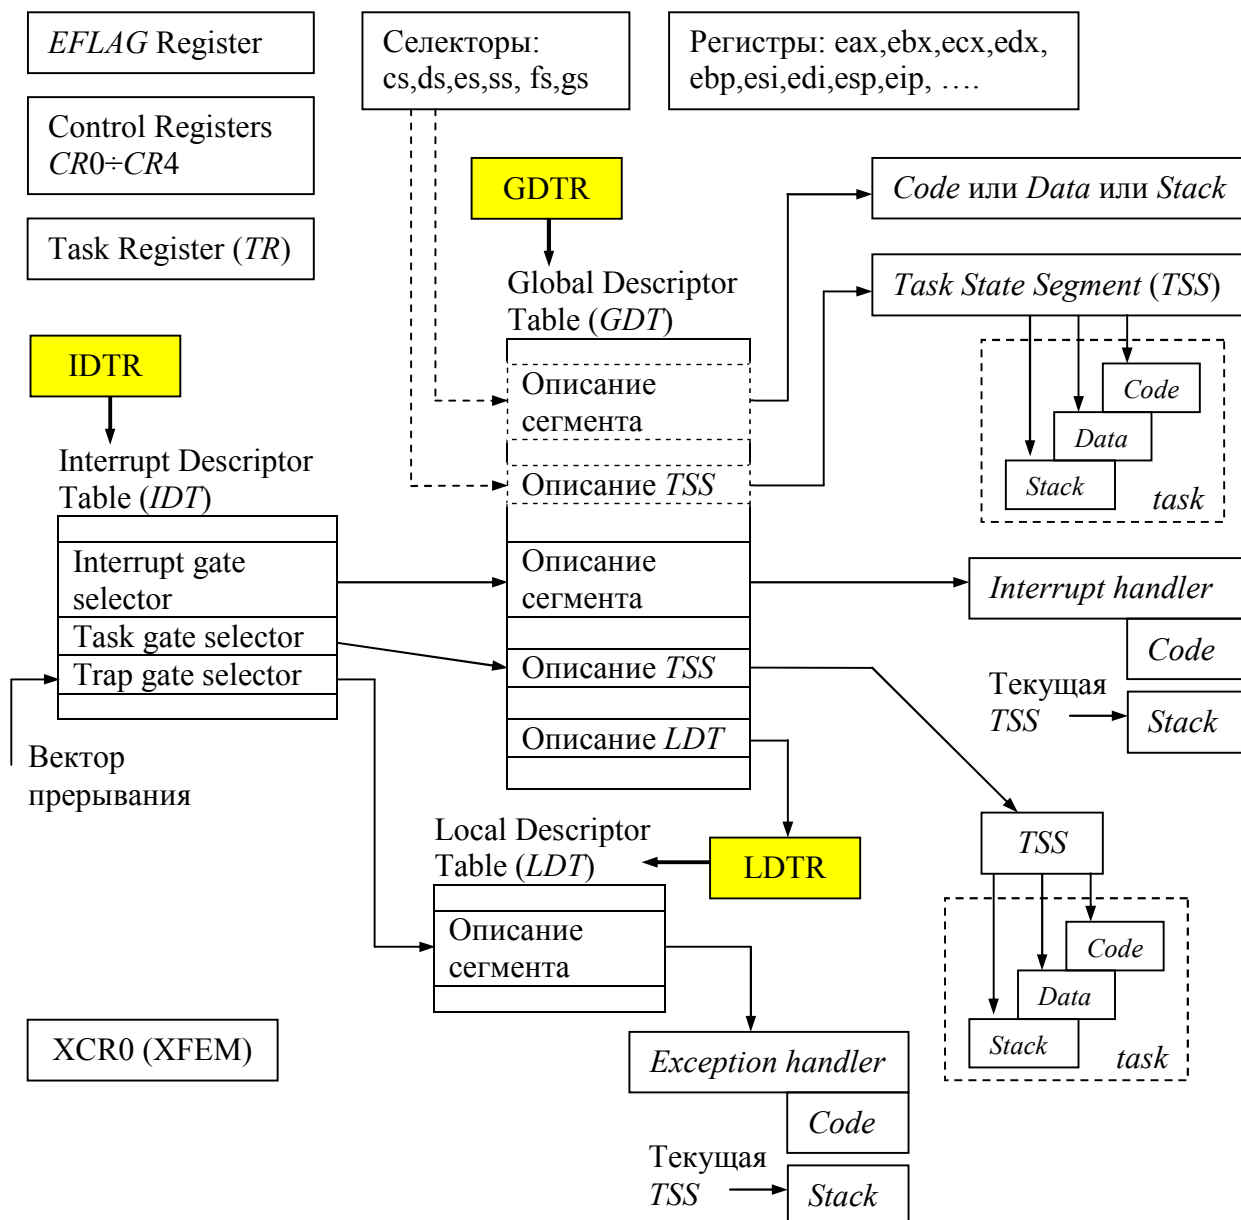 EFLAG Register
Селекторы:
cs,ds,es,ss, fs,gs
Регистры: eax,ebx,ecx,edx,
ebp,esi,edi,esp,eip, ….
Control Registers
CR0÷CR4
Task Register (TR)
GDTR
Code или Data или Stack
Global Descriptor
Table (GDT)
Task State Segment (TSS)
IDTR
Описание
сегмента
Code
Data
Stack
task
Описание TSS
Interrupt Descriptor
Table (IDT)
Interrupt gate
selector
Task gate selector
Trap gate selector
Описание
сегмента
Описание TSS
Описание LDT
Interrupt handler
Code
Текущая
TSS
Stack
Вектор
прерывания
Local Descriptor
Table (LDT)
LDTR
TSS
Code
Data
Stack
task
Описание
сегмента
XCR0 (XFEM)
Exception handler
Code
Текущая
TSS
Stack